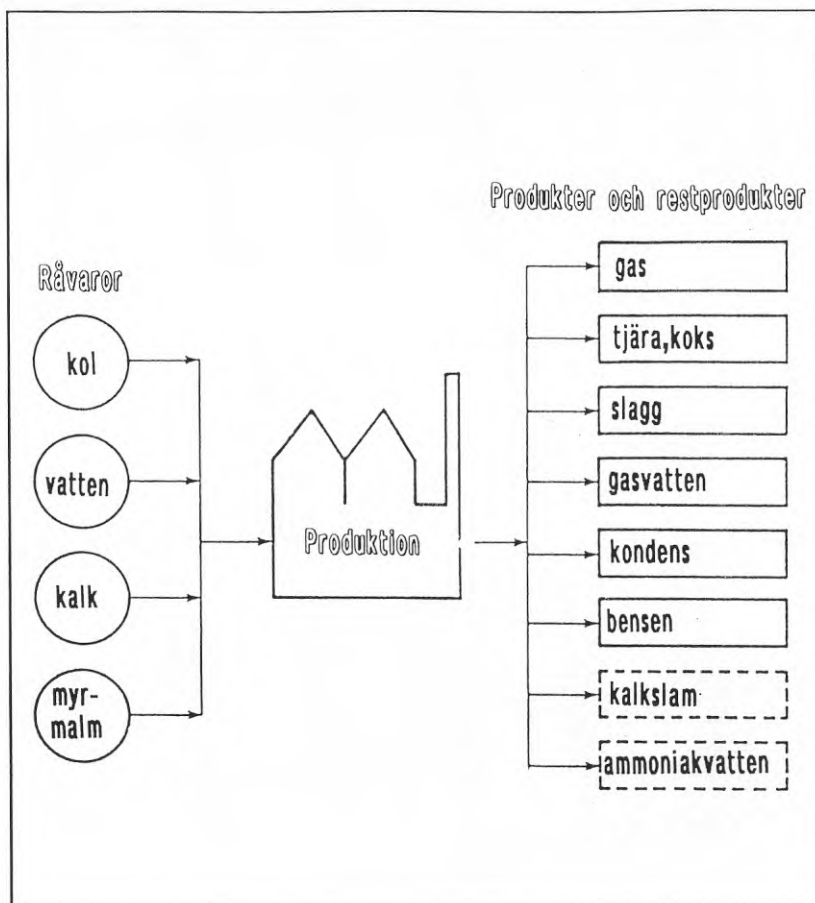 Produkter och restprodukter
Råvaror
kol
vatten
kalk
myr-
malm
Produktion
gas
tjära,koks
slagg
gasvatten
kondens
bensen
kalkslam
ammoniakvatten